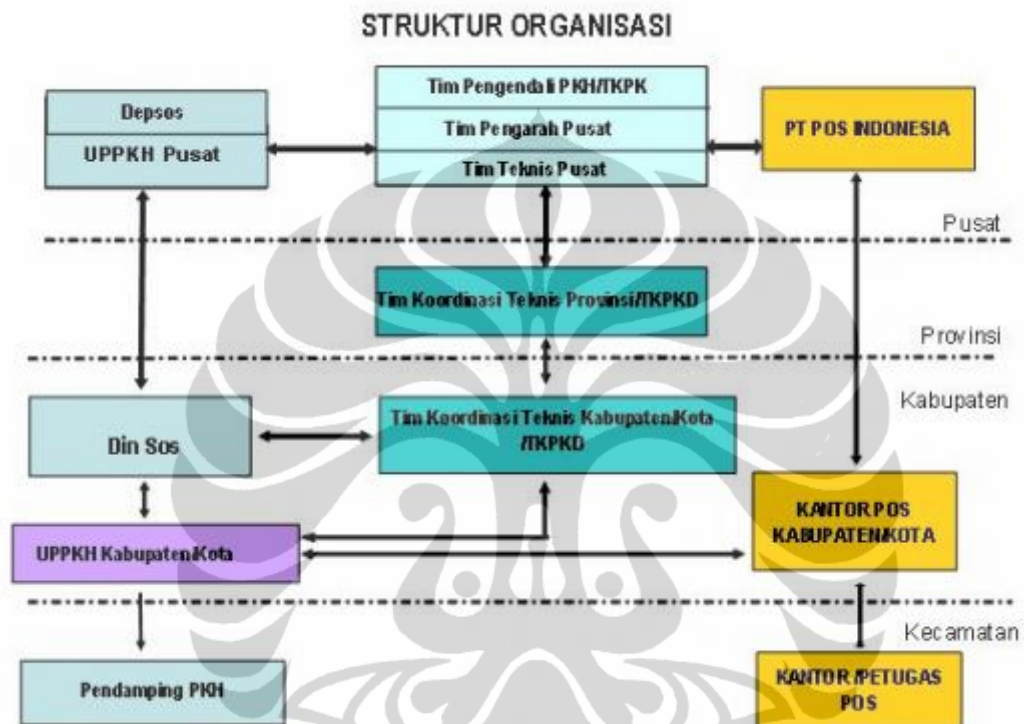 STRUKTUR ORGANISASI
Depsos
UPPKH Pusat
Tim Pengendali PKH/TKPK
Tim Pengarah Pusat
Tim Teknis Pusat
PT POS INDONESIA
Pusat
Tim Koordinasi Teknis Provinsi/TKPKD
Provinsi
Kabupaten
Din Sos
Tim Koordinasi Teknis Kabupaten/Kota
/TKPKD
KANTOR POS
KABUPATEN/KOTA
UPPKH Kabupaten/Kota
Kecamatan
Pendamping PKH
KANTOR /PETUGAS
POS